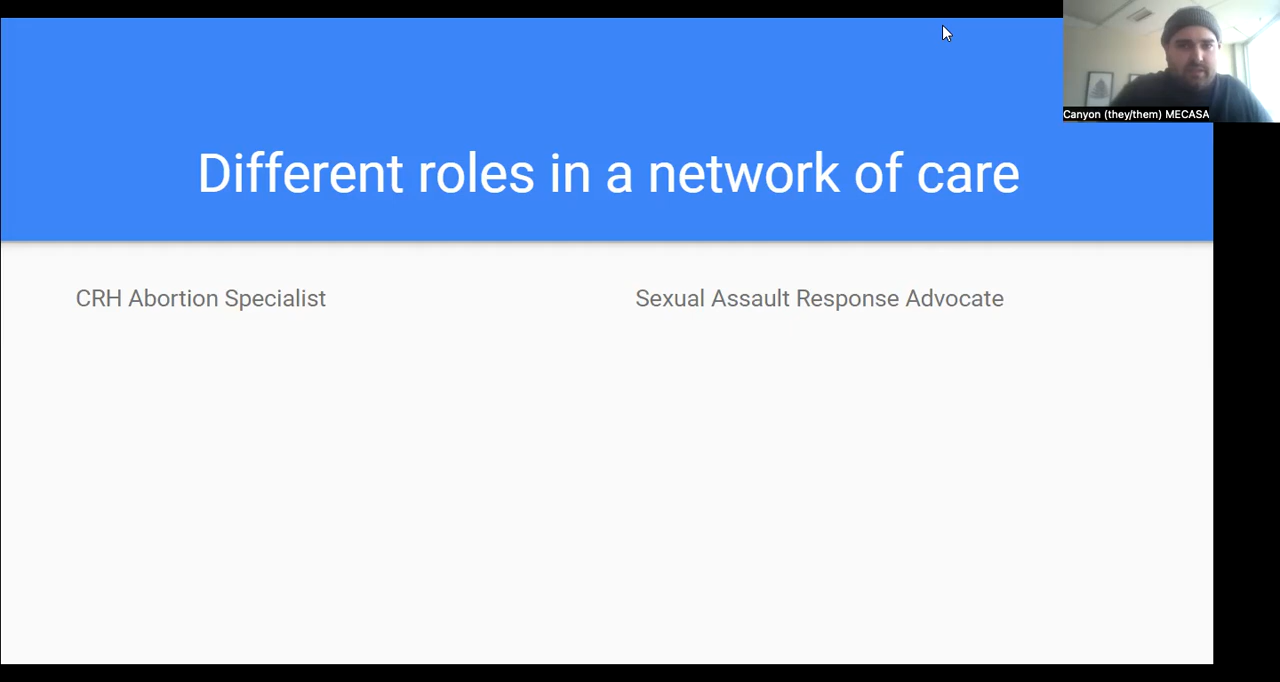 Canyon (they/them) MECASA
Different roles in a network of care
CRH Abortion Specialist
Sexual Assault Response Advocate